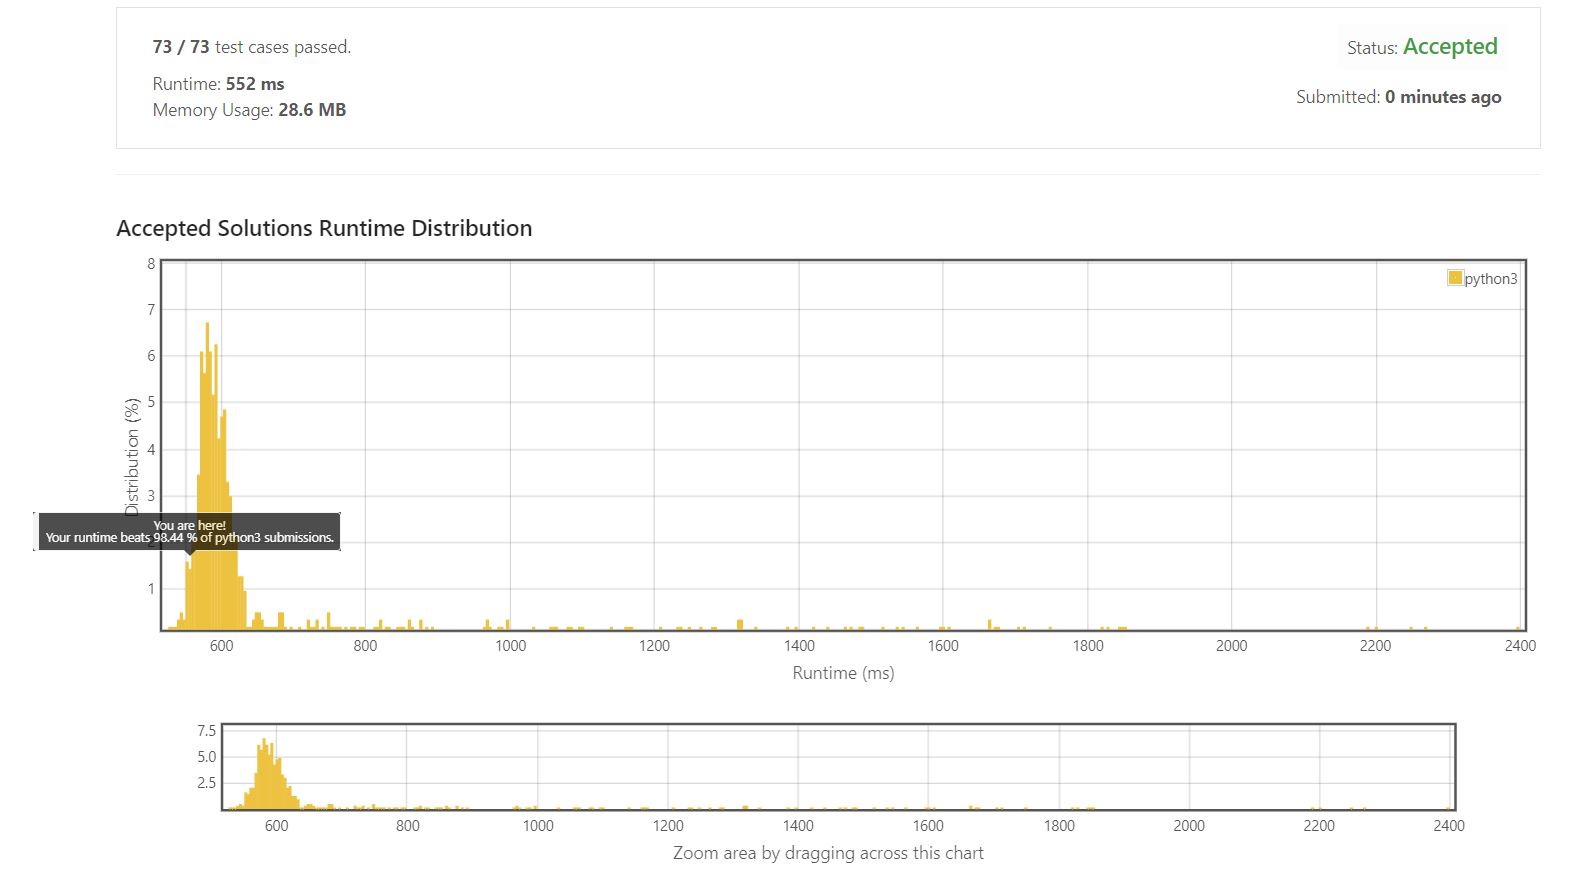 73 / 73 test cases passed.
Status: Accepted
Runtime: 552 ms
Submitted: 0 minutes ago
Memory Usage: 28.6 MB
Accepted Solutions Runtime Distribution
8
python3
7
6
5
4
3
1
Distribution (%)
You are here!
Your runtime beats 98.44 % of python3 submissions.
600 800 1000 1200 1400 1600 1800 2000 2200 2400
Runtime (ms)
7.5
5.0
2.5
600 800 1000 1200 1400 1600 1800 2000 2200 2400
Zoom area by dragging across this chart